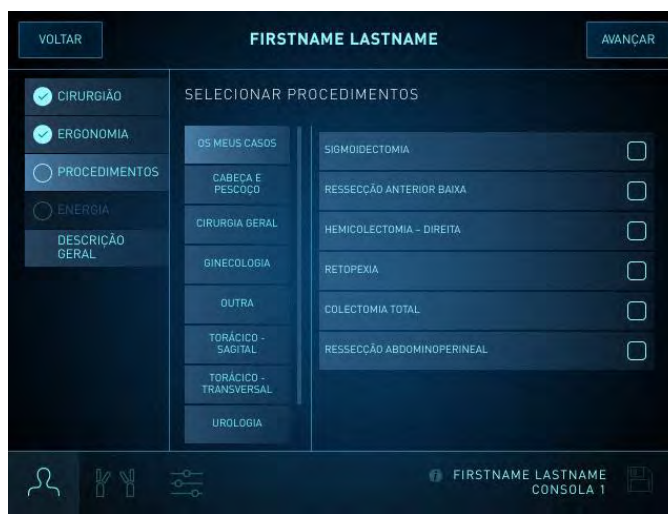 VOLTAR
FIRSTNAME LASTNAME
AVANÇAR
CIRURGIÃO
ERGONOMIA
PROCEDIMENTOS
ENERGIA
DESCRIÇÃO
GERAL
SELECIONAR PROCEDIMENTOS
OS MEUS CASOS
CABEÇA E
PESCOÇO
CIRURGIA GERAL
GINECOLOGIA
OUTRA
TORÁCICO -
SAGITAL
TORÁCICO -
TRANSVERSAL
UROLOGIA
SIGMOIDECTOMIA
RESSECÇÃO ANTERIOR BAIXA
HEMICOLECTOMIA - DIREITA
RETOPEXIA
COLECTOMIA TOTAL
RESSECÇÃO ABDOMINOPERINEAL
FIRSTNAME LASTNAME
CONSOLA 1